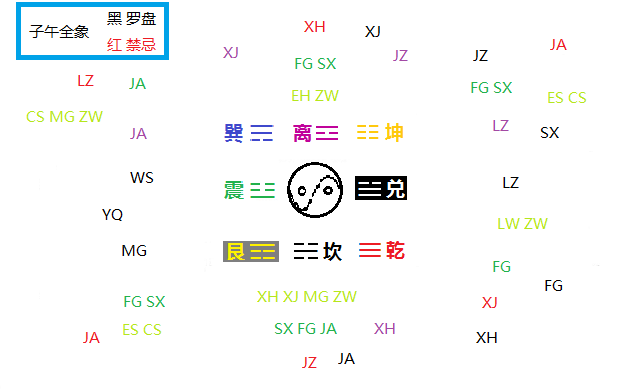 子午全象
黑 罗盘
红 禁忌
XH
XJ
XJ
JZ
JZ
JA
FG SX
LZ
JA
FG SX
EH ZW
ES CS
CS MG ZW
JA
巽 ☴
离 ☲
☷ 坤
LZ
SX
WS
震 ☳
☱ 兑
LZ
YQ
LW ZW
MG
艮 ☶
☵ 坎
☰ 乾
FG
FG
FG SX
XH XJ MG ZW
XJ
JA
ES CS
SX FG JA
XH
XH
JZ
JA